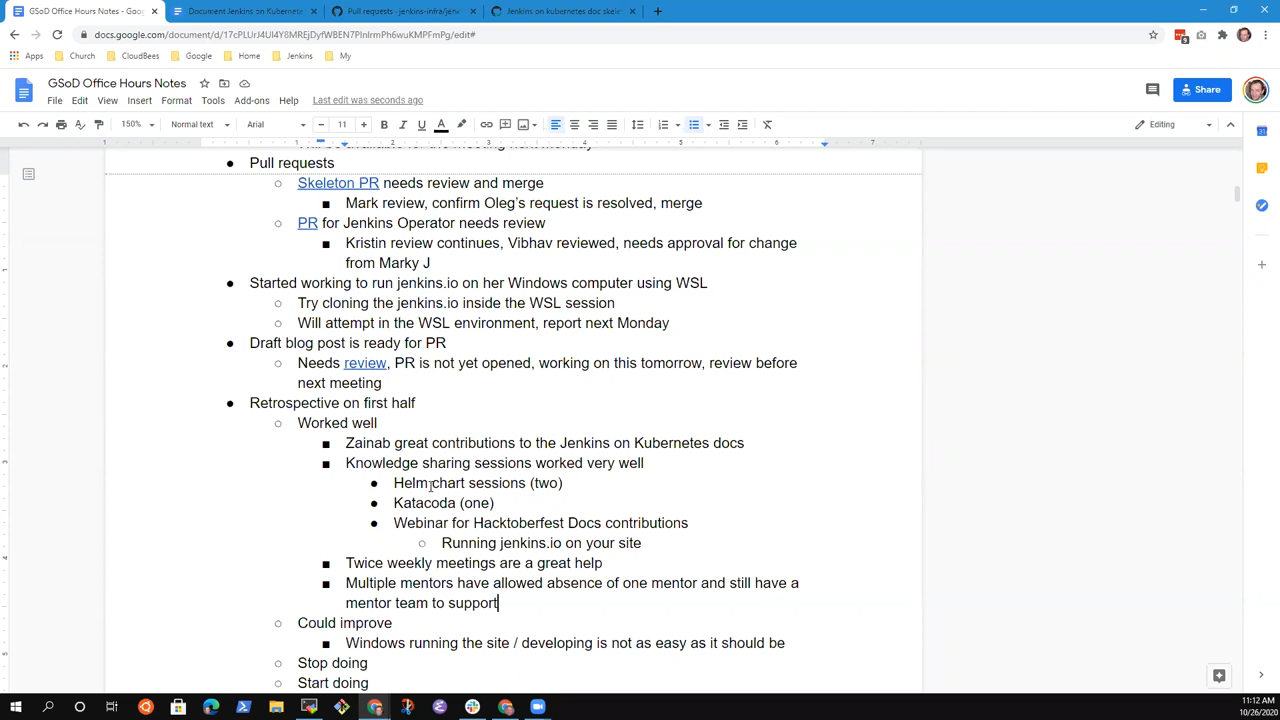 GSoD Office Hours Notes - Goo
Document Jenkins on Kubernete
Pull requests · jenkins-infra/jen
Jenkins on kubernetes doc skele
docs.google.com/document/d/
Apps
Church
CloudBees
Google
Home
Jenkins
My
GSoD Office Hours Notes
File Edit View Insert Format Tools Add-ons Help Last edit was seconds ago
Share
150% Normal text Arial 11 Editing
1 1 2 3 4 5 6 7
Pull requests
Skeleton PR needs review and merge
Mark review, confirm Oleg's request is resolved, merge
PR for Jenkins Operator needs review
Kristin review continues, Vibhav reviewed, needs approval for change
from Marky J
Started working to run jenkins.io on her Windows computer using WSL
Try cloning the jenkins.io inside the WSL session
Will attempt in the WSL environment, report next Monday
Draft blog post is ready for PR
Needs review, PR is not yet opened, working on this tomorrow, review before
next meeting
Retrospective on first half
Worked well
Zainab great contributions to the Jenkins on Kubernetes docs
Knowledge sharing sessions worked very well
Helm chart sessions (two)
Katacoda (one)
Webinar for Hacktoberfest Docs contributions
Running jenkins.io on your site
Twice weekly meetings are a great help
Multiple mentors have allowed absence of one mentor and still have a
mentor team to support
Could improve
Windows running the site / developing is not as easy as it should be
Stop doing
Start doing
11:12 AM
10/26/2020